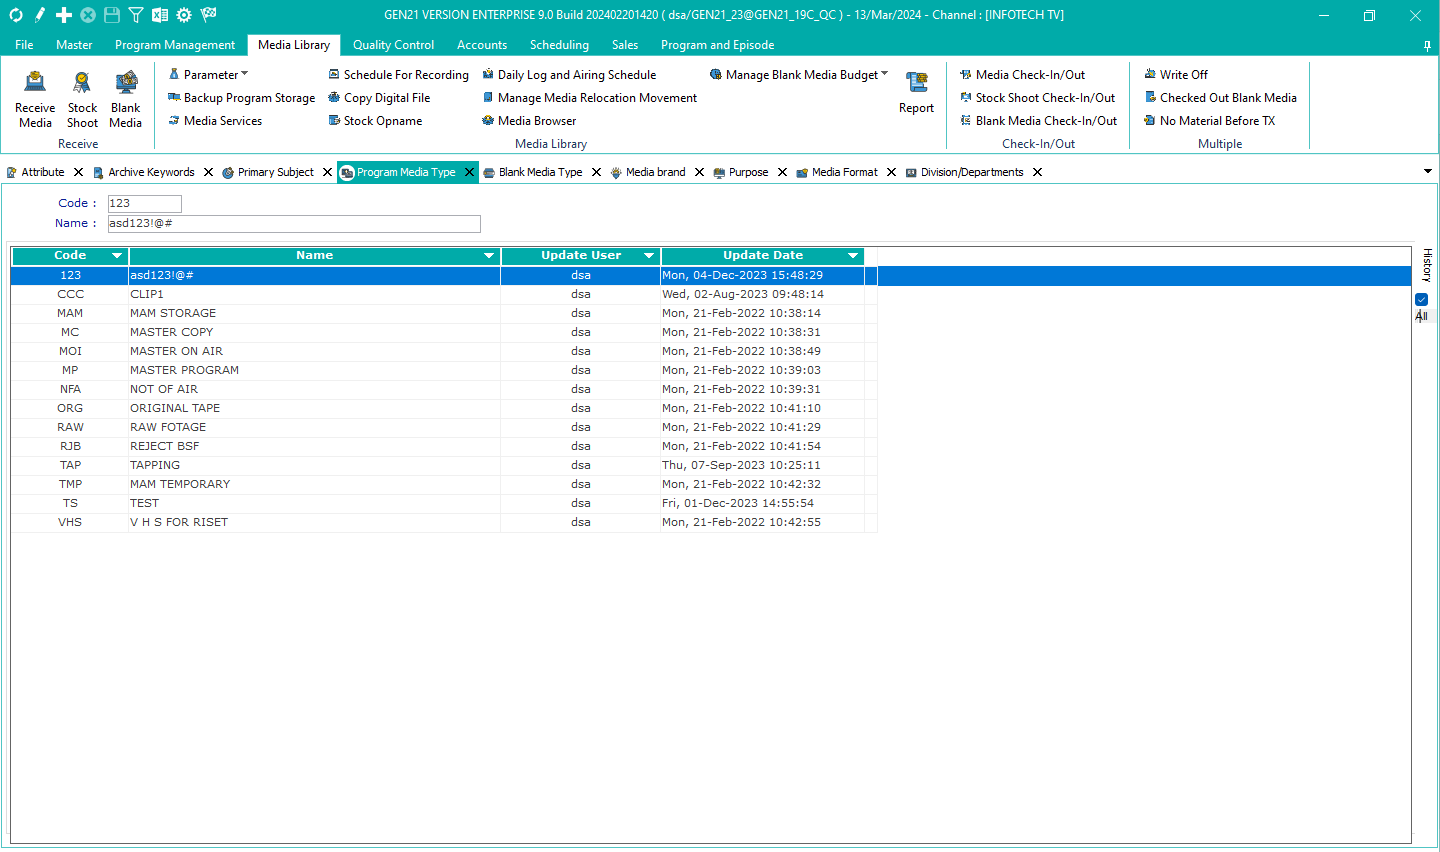 GEN21 VERSION ENTERPRISE 9.0 Build 202402201420 ( dsa/GEN21_23@GEN21_19C_QC ) - 13/Mar/2024 - Channel : [INFOTECH TV]
File Master Program Management Media Library Quality Control Accounts Scheduling Sales Program and Episode
Receive Media
Stock Shoot
Blank Media
Receive
Parameter
Backup Program Storage
Media Services
Schedule For Recording
Copy Digital File
Stock Opname
Daily Log and Airing Schedule
Manage Media Relocation Movement
Media Browser
Manage Blank Media Budget
Report
Media Library
Media Check-In/Out
Stock Shoot Check-In/Out
Blank Media Check-In/Out
Check-In/Out
Write Off
Checked Out Blank Media
No Material Before TX
Multiple
Attribute Archive Keywords Primary Subject Program Media Type Blank Media Type Media brand Purpose Media Format Division/Departments
Code : 123
Name : asd123!@#
Code Name Update User Update Date
123 asd123!@# dsa Mon, 04-Dec-2023 15:48:29
CCC CLIP1 dsa Wed, 02-Aug-2023 09:48:14
MAM MAM STORAGE dsa Mon, 21-Feb-2022 10:38:14
MC MASTER COPY dsa Mon, 21-Feb-2022 10:38:31
MOI MASTER ON AIR dsa Mon, 21-Feb-2022 10:38:49
MP MASTER PROGRAM dsa Mon, 21-Feb-2022 10:39:03
NFA NOT OF AIR dsa Mon, 21-Feb-2022 10:39:31
ORG ORIGINAL TAPE dsa Mon, 21-Feb-2022 10:41:10
RAW RAW FOTAGE dsa Mon, 21-Feb-2022 10:41:29
RJB REJECT BSF dsa Mon, 21-Feb-2022 10:41:54
TAP TAPPING dsa Thu, 07-Sep-2023 10:25:11
TMP MAM TEMPORARY dsa Mon, 21-Feb-2022 10:42:32
TS TEST dsa Fri, 01-Dec-2023 14:55:54
VHS V H S FOR RISET dsa Mon, 21-Feb-2022 10:42:55
History
All